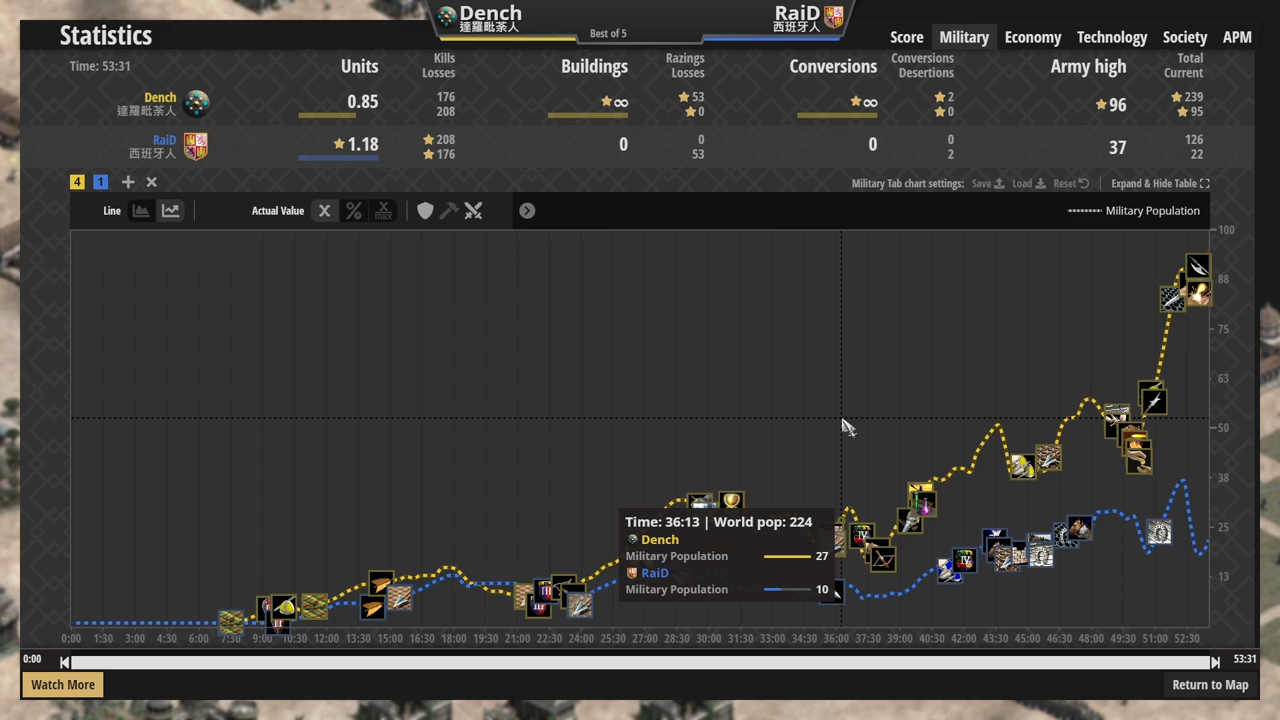 Dench
達羅毗荼人
Best of 5
RaiD
西班牙人
Statistics
Score Military Economy Technology Society APM
Time: 53:31
Units
Kills
Losses
Buildings
Razings
Losses
Conversions
Conversions
Desertions
Army high
Total
Current
Dench
達羅毗荼人
0.85
176
208
∞
53
0
∞
2
0
96
239
95
RaiD
西班牙人
1.18
208
176
0
0
53
0
0
2
37
126
22
4 1
Military Tab chart settings: Save Load Reset Expand & Hide Table
Line Actual Value X % X/max
Military Population
100
88
75
63
50
38
25
13
Time: 36:13 | World pop: 224
Dench
Military Population 27
RaiD
Military Population 10
0:00 1:30 3:00 4:30 6:00 7:30 9:00 10:30 12:00 13:30 15:00 16:30 18:00 19:30 21:00 22:30 24:00 25:30 27:00 28:30 30:00 31:30 33:00 34:30 36:00 37:30 39:00 40:30 42:00 43:30 45:00 46:30 48:00 49:30 51:00 52:30
0:00 53:31
Watch More Return to Map